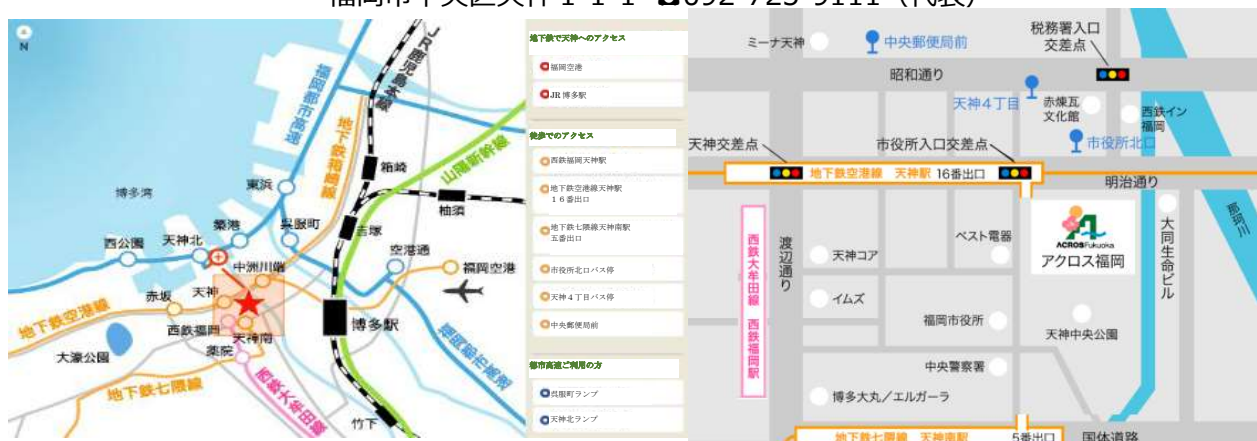 福岡市中央区天神1-1-1 ☎092-725-9111（代表）
N
JR鹿児島本線
福岡都市高速
地下鉄箱崎線
山陽新幹線
箱崎
博多湾
東浜
柚須
築港
呉服町
吉塚
西公園
天神北
空港通
中洲川端
福岡空港
赤坂
天神
地下鉄空港線
西鉄福岡
天神南
博多駅
大濠公園
薬院
福岡都市高速
地下鉄七隈線
西鉄大牟田線
竹下
地下鉄で天神へのアクセス
福岡空港
JR 博多駅
徒歩でのアクセス
西鉄福岡天神駅
地下鉄空港線天神駅
１６番出口
地下鉄七隈線天神南駅
五番出口
市役所北口バス停
天神４丁目バス停
中央郵便局前
都市高速ご利用の方
呉服町ランプ
天神北ランプ
ミーナ天神
中央郵便局前
税務署入口
交差点
昭和通り
天神4丁目
赤煉瓦
文化館
西鉄イン
福岡
天神交差点
市役所入口交差点
市役所北口
地下鉄空港線 天神駅 16番出口
明治通り
那珂川
西鉄大牟田線 西鉄福岡駅
渡辺通り
天神コア
ベスト電器
ACROS Fukuoka
アクロス福岡
大同生命ビル
イムズ
福岡市役所
天神中央公園
中央警察署
博多大丸／エルガーラ
地下鉄七隈線 天神南駅 5番出口
国体道路